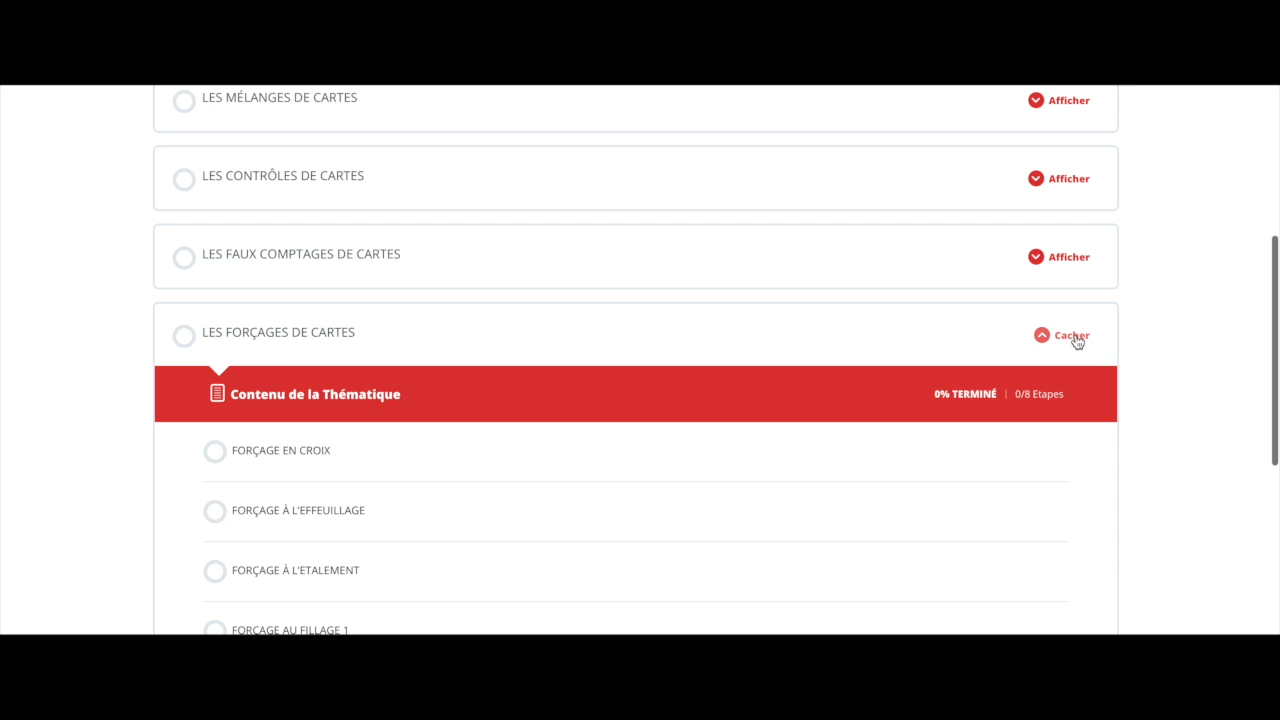 LES MÉLANGES DE CARTES
Afficher
LES CONTRÔLES DE CARTES
Afficher
LES FAUX COMPTAGES DE CARTES
Afficher
LES FORÇAGES DE CARTES
Cacher
Contenu de la Thématique
0% TERMINÉ | 0/8 Etapes
FORÇAGE EN CROIX
FORÇAGE À L'EFFEUILLAGE
FORÇAGE À L'ETALEMENT
FORÇAGE AU FILLAGE 1